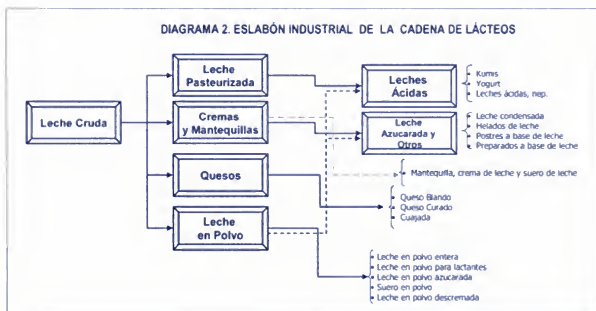 DIAGRAMA 2. ESLABÓN INDUSTRIAL DE LA CADENA DE LÁCTEOS
Leche Cruda
Leche
Pasteurizada
Cremas
y Mantequillas
Quesos
Leche
en Polvo
Leches
Ácidas
Leche
Azucarada y
Otros
• Kumis
• Yogurt
• Leches ácidas, nep.
• Leche condensada
• Helados de leche
• Postres a base de leche
• Preparados a base de leche
• Mantequilla, crema de leche y suero de leche
• Queso Blando
• Queso Curado
• Cuajada
• Leche en polvo entera
• Leche en polvo para lactantes
• Leche en polvo azucarada
• Suero en polvo
• Leche en polvo descremada